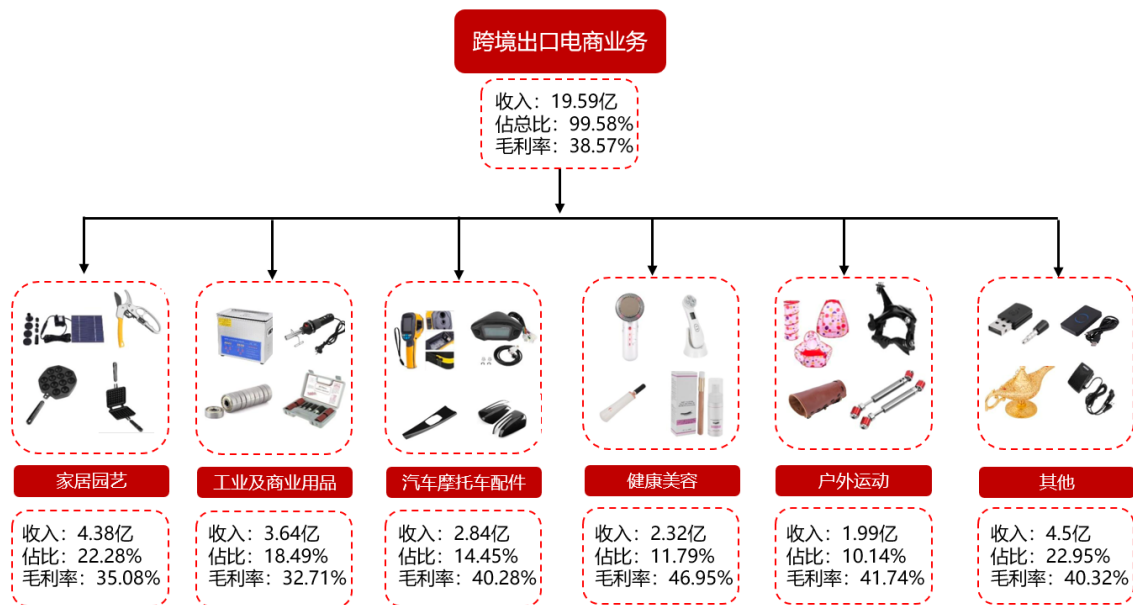 跨境出口电商业务
收入：19.59亿
佔总比：99.58%
毛利率：38.57%
家居园艺
工业及商业用品
汽车摩托车配件
健康美容
户外运动
其他
收入：4.38亿
佔比：22.28%
毛利率：35.08%
收入：3.64亿
佔比：18.49%
毛利率：32.71%
收入：2.84亿
佔比：14.45%
毛利率：40.28%
收入：2.32亿
佔比：11.79%
毛利率：46.95%
收入：1.99亿
佔比：10.14%
毛利率：41.74%
收入：4.5亿
佔比：22.95%
毛利率：40.32%